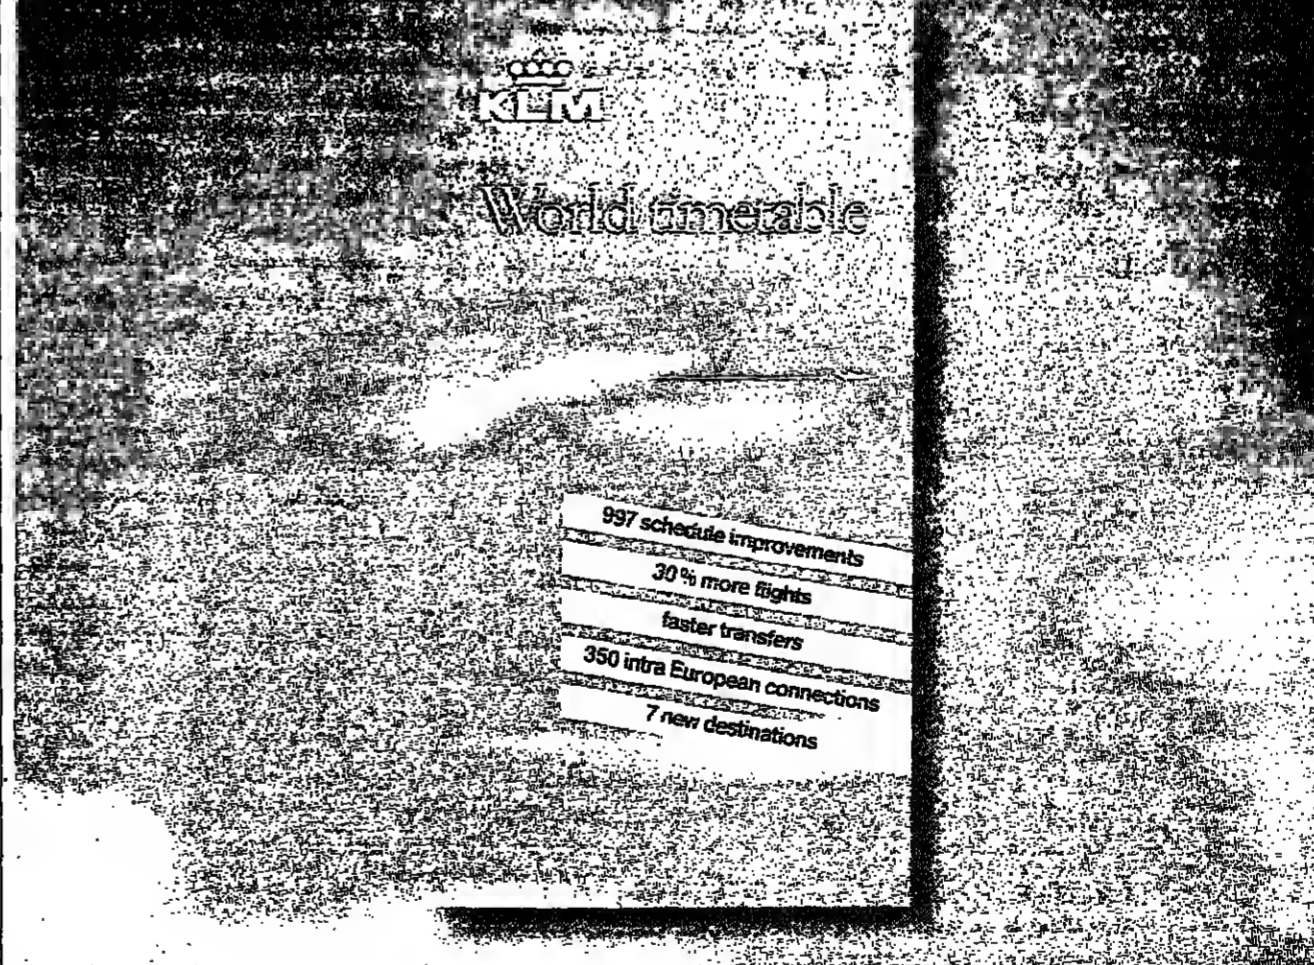 KLM
World timetable
997 schedule improvements
30% more flights
faster transfers
350 intra European connections
7 new destinations